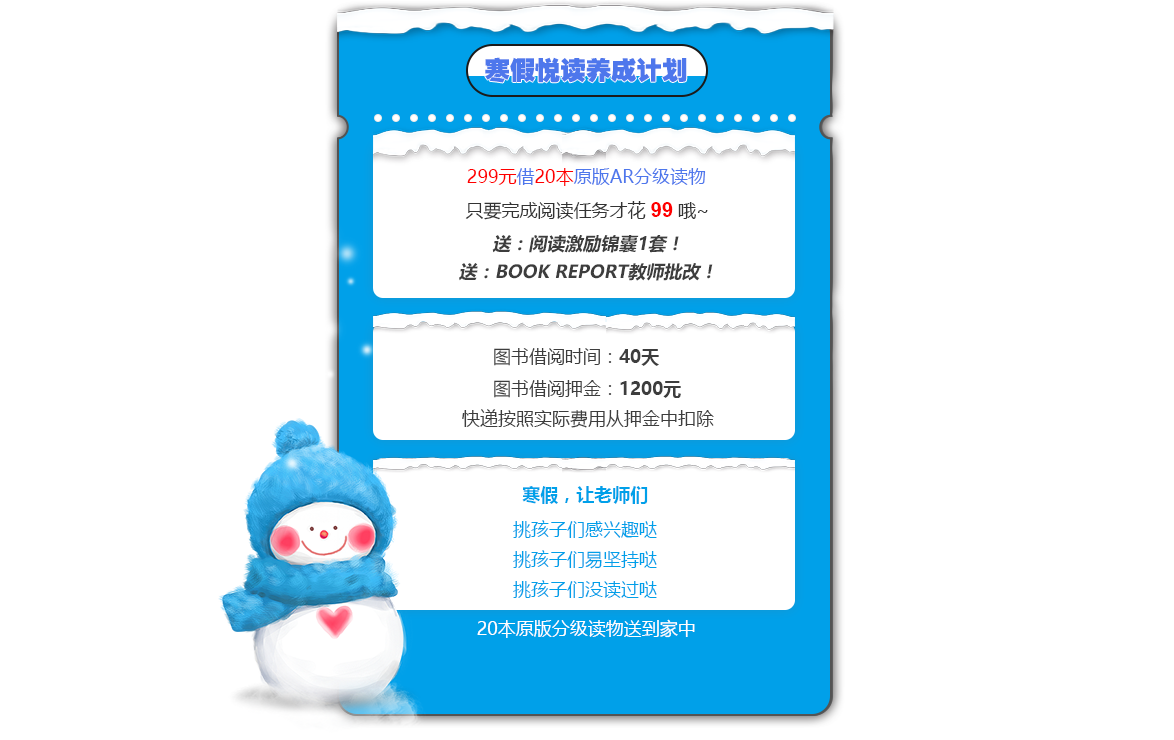 寒假悦读养成计划
299元借20本原版AR分级读物
只要完成阅读任务才花 99 哦~
送：阅读激励锦囊1套！
送：BOOK REPORT教师批改！
图书借阅时间：40天
图书借阅押金：1200元
快递按照实际费用从押金中扣除
寒假，让老师们
挑孩子们感兴趣哒
挑孩子们易坚持哒
挑孩子们没读过哒
20本原版分级读物送到家中